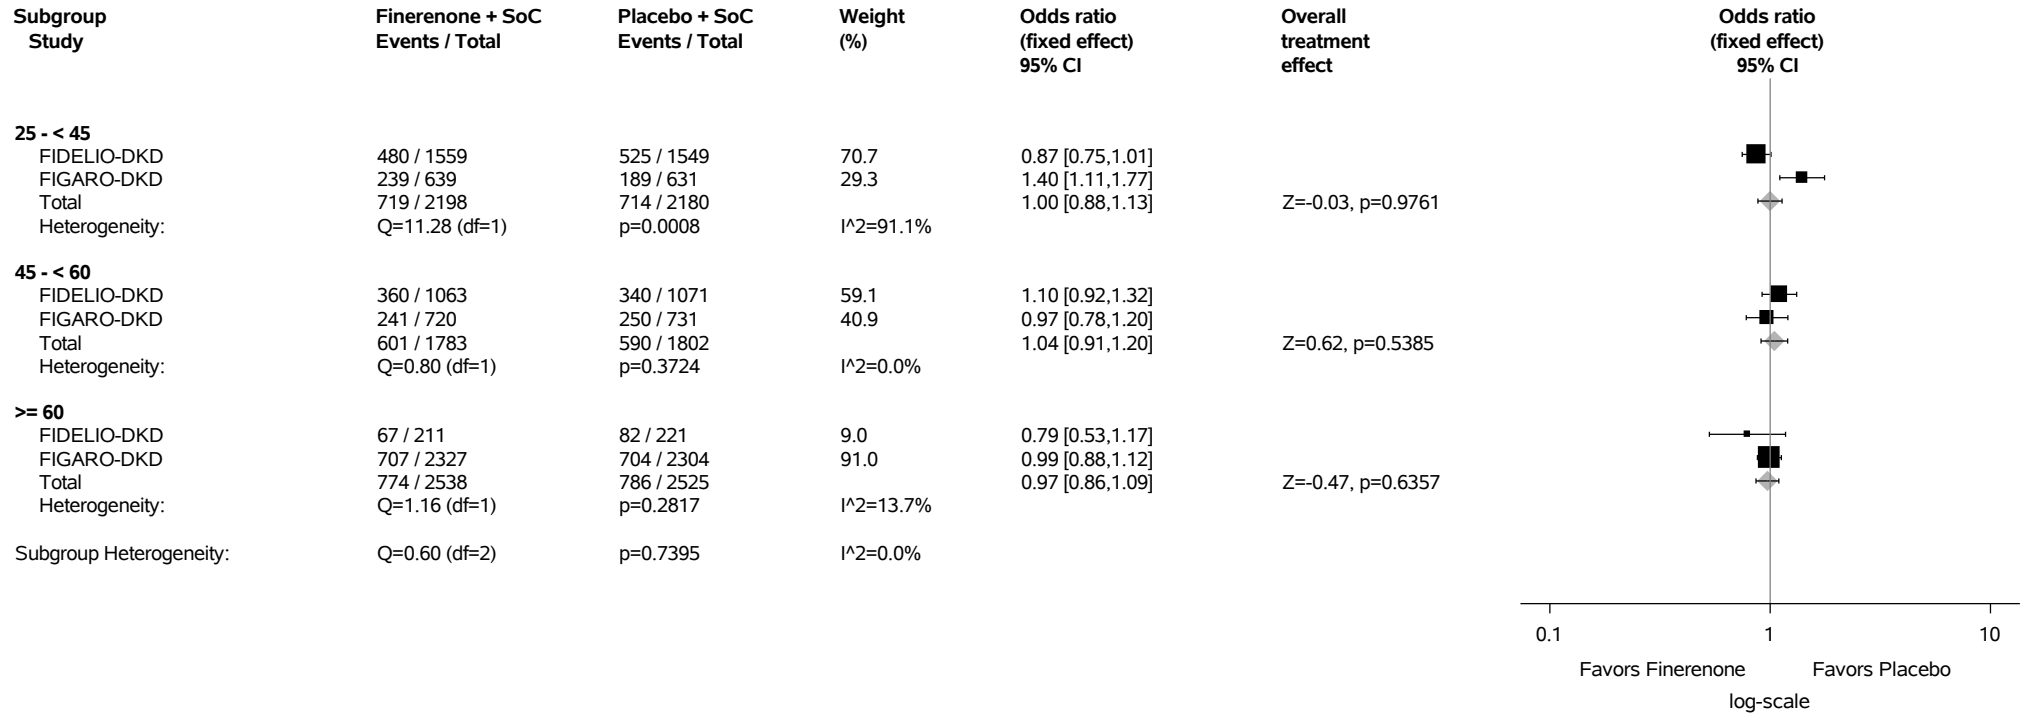 Subgroup Finerenone + SoC Placebo + SoC Weight Odds ratio Overall Odds ratio
Study Events / Total Events / Total (%) (fixed effect) treatment (fixed effect)
95% CI effect 95% CI
25 - < 45
FIDELIO-DKD 480 / 1559 525 / 1549 70.7 0.87 [0.75,1.01]
FIGARO-DKD 239 / 639 189 / 631 29.3 1.40 [1.11,1.77]
Total 719 / 2198 714 / 2180 1.00 [0.88,1.13] Z=-0.03, p=0.9761
Heterogeneity: Q=11.28 (df=1) p=0.0008 I^2=91.1%
45 - < 60
FIDELIO-DKD 360 / 1063 340 / 1071 59.1 1.10 [0.92,1.32]
FIGARO-DKD 241 / 720 250 / 731 40.9 0.97 [0.78,1.20]
Total 601 / 1783 590 / 1802 1.04 [0.91,1.20] Z=0.62, p=0.5385
Heterogeneity: Q=0.80 (df=1) p=0.3724 I^2=0.0%
>= 60
FIDELIO-DKD 67 / 211 82 / 221 9.0 0.79 [0.53,1.17]
FIGARO-DKD 707 / 2327 704 / 2304 91.0 0.99 [0.88,1.12]
Total 774 / 2538 786 / 2525 0.97 [0.86,1.09] Z=-0.47, p=0.6357
Heterogeneity: Q=1.16 (df=1) p=0.2817 I^2=13.7%
Subgroup Heterogeneity: Q=0.60 (df=2) p=0.7395 I^2=0.0%
0.1 1 10
Favors Finerenone Favors Placebo
log-scale